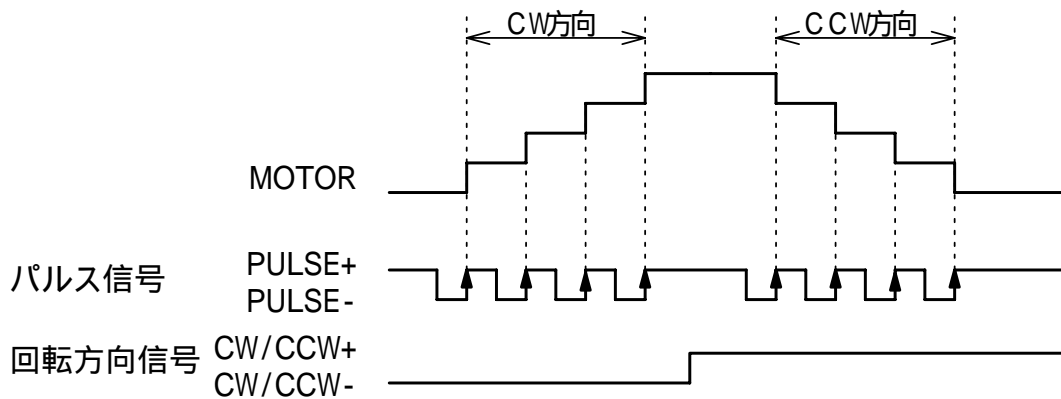 CW方向
CCW方向
MOTOR
パルス信号
PULSE+
PULSE-
回転方向信号
CW/CCW+
CW/CCW-